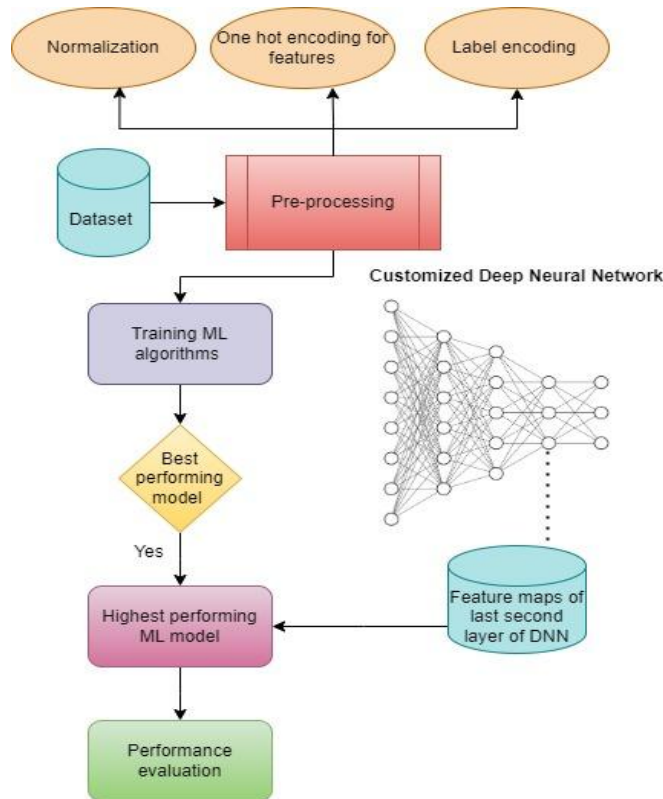 Normalization
One hot encoding for
features
Label encoding
Dataset
Pre-processing
Customized Deep Neural Network
Training ML
algorithms
Best
performing
model
Yes
Highest performing
ML model
Feature maps of
last second
layer of DNN
Performance
evaluation